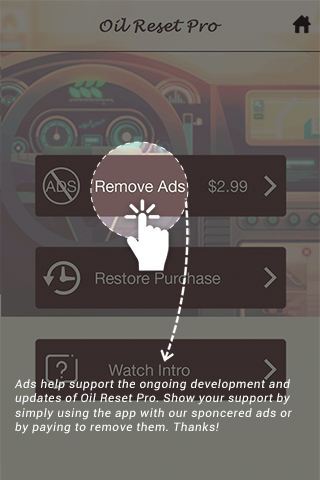 Oil Reset Pro
ADS
Remove Ads
$2.99
Restore Purchase
?
Watch Intro
Ads help support the ongoing development and
updates of Oil Reset Pro. Show your support by
simply using the app with our sponcered ads or
by paying to remove them. Thanks!